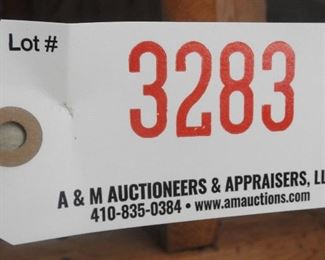 Lot #
3283
A & M AUCTIONEERS & APPRAISERS, LL
410-835-0384 • www.amauctions.com